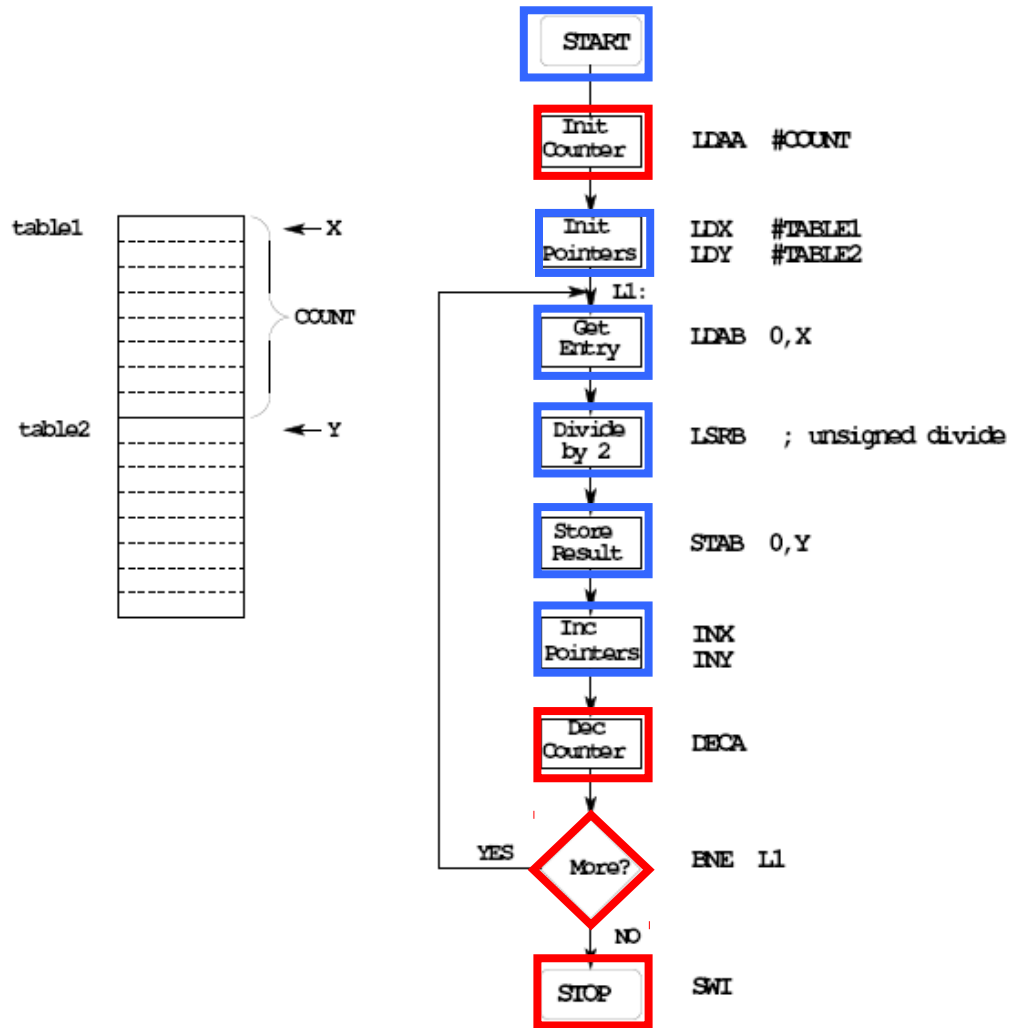 START
Init
Counter
LDAA #COUNT
Init
Pointers
LDX #TABLE1
LDY #TABLE2
L1:
Get
Entry
LDAB 0,X
Divide
by 2
LSRB ; unsigned divide
Store
Result
STAB 0,Y
Inc
Pointers
INX
INY
Dec
Counter
DECA
More?
YES
BNE L1
NO
STOP
SWI
table1
X
COUNT
table2
Y